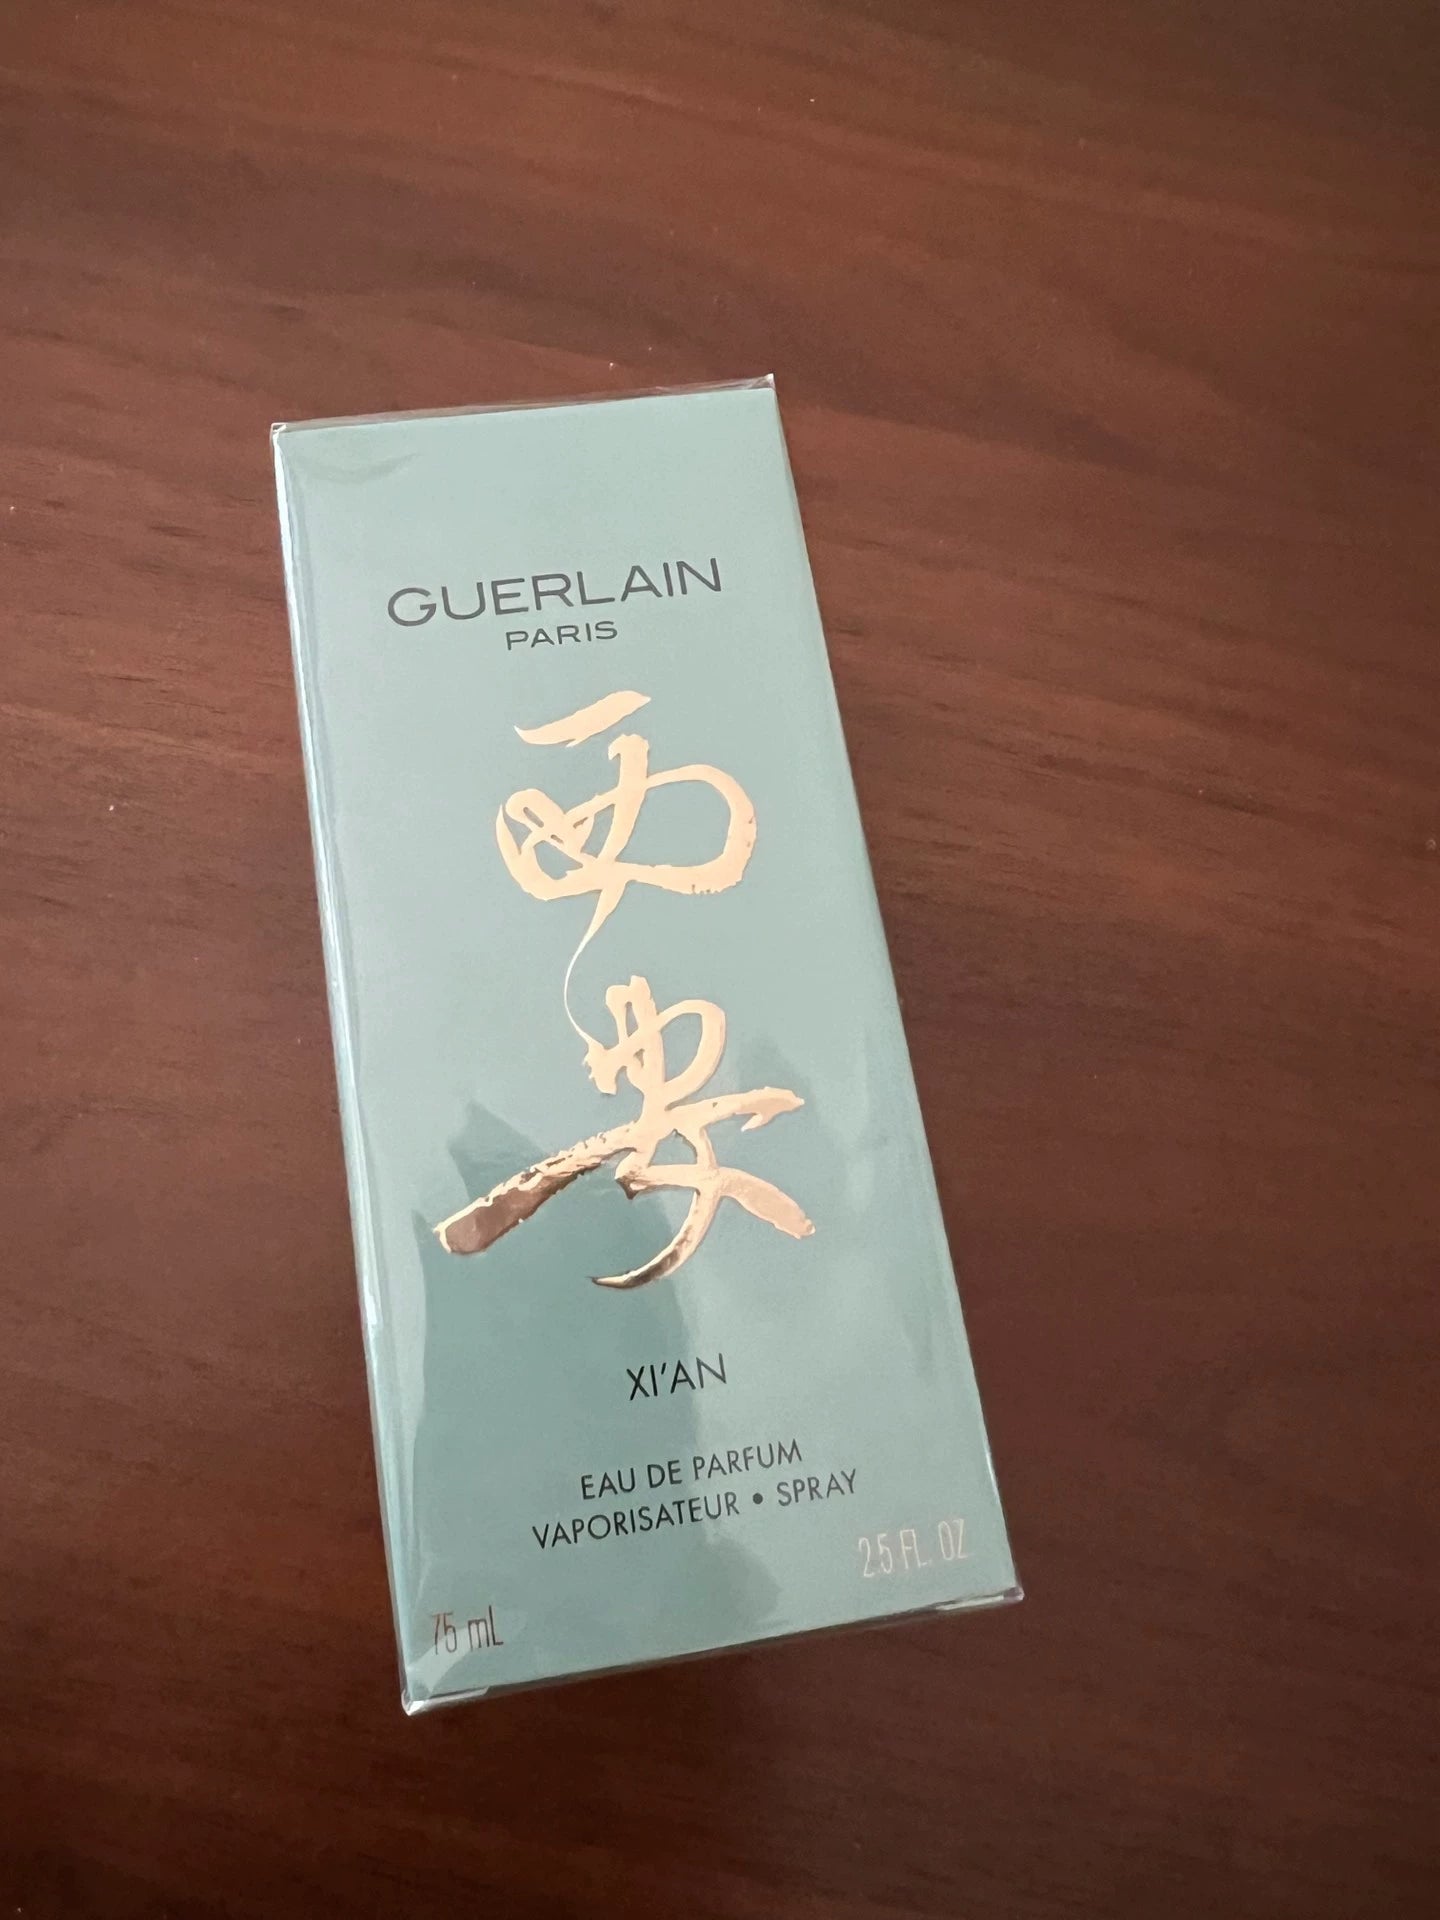 GUERLAIN
PARIS
西安
XI'AN
EAU DE PARFUM
VAPORISATEUR • SPRAY
2.5 FL. OZ
75 mL